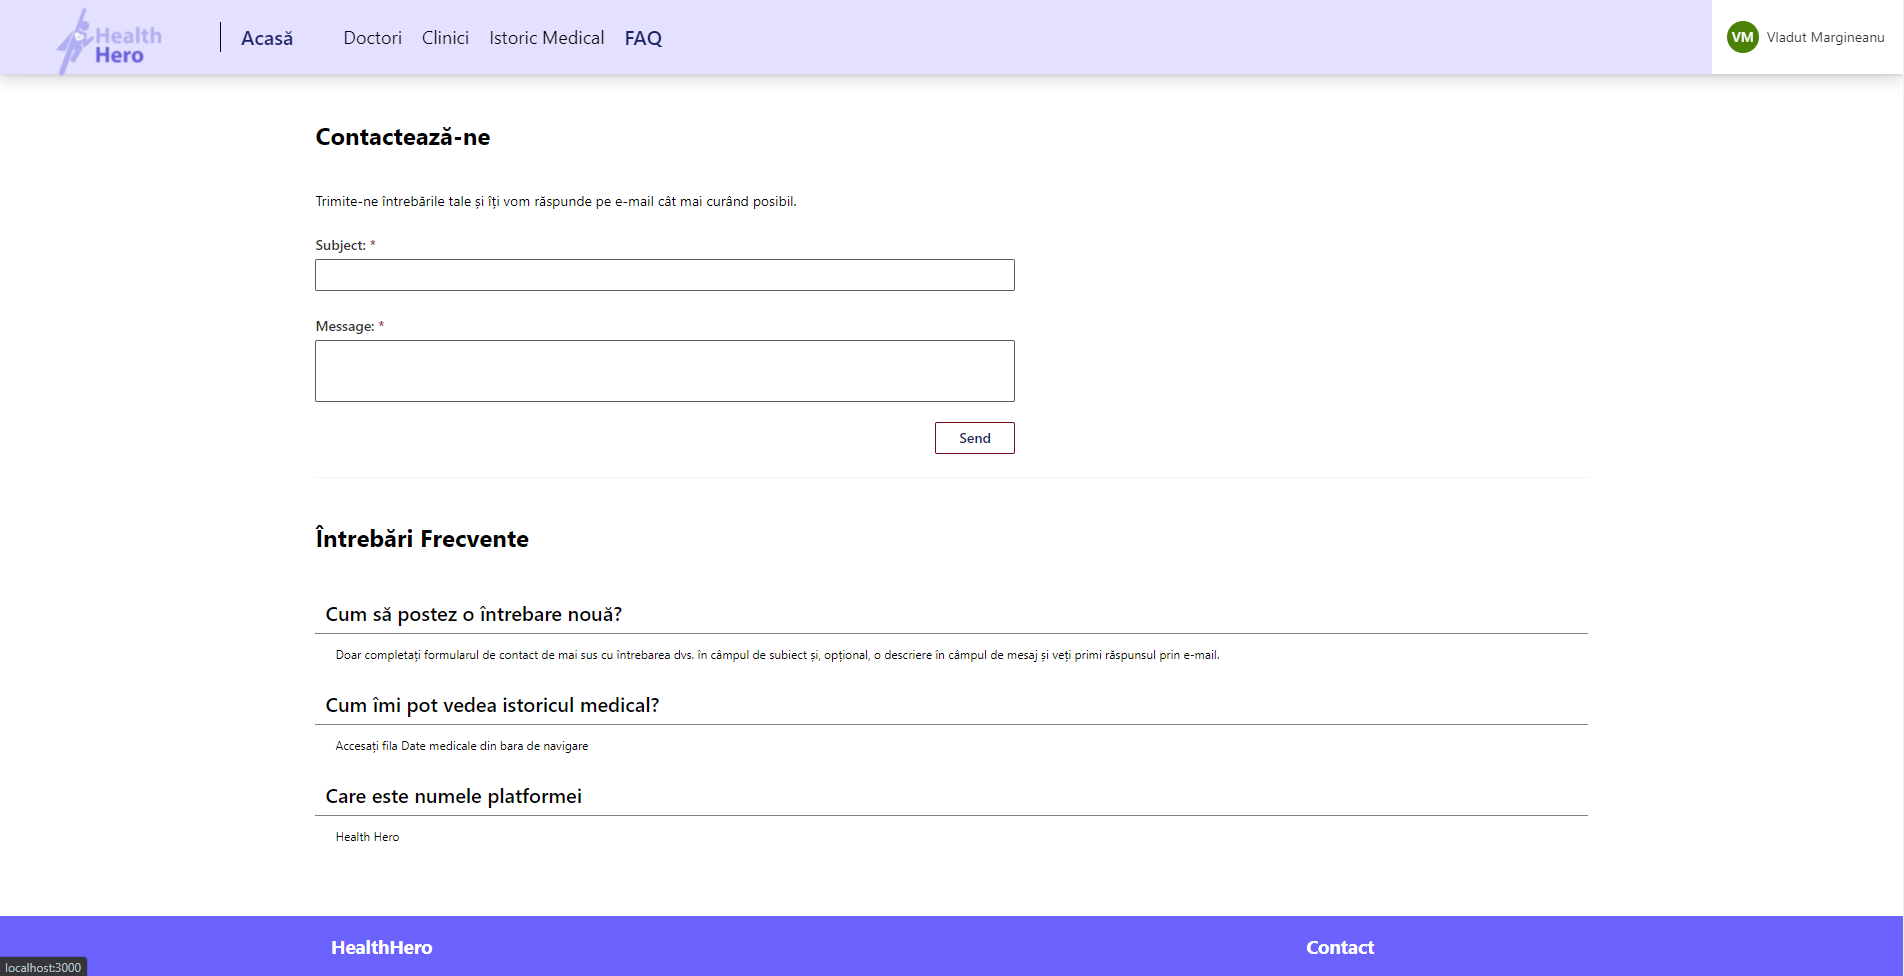 Health
Hero
Acasă
Doctori
Clinici
Istoric Medical
FAQ
VM
Vladut Margineanu
Contactează-ne
Trimite-ne întrebările tale și îți vom răspunde pe e-mail cât mai curând posibil.
Subject: *
Message: *
Send
Întrebări Frecvente
Cum să postez o întrebare nouă?
Doar completați formularul de contact de mai sus cu întrebarea dvs. în câmpul de subiect și, opțional, o descriere în câmpul de mesaj și veți primi răspunsul prin e-mail.
Cum îmi pot vedea istoricul medical?
Accesați fila Date medicale din bara de navigare
Care este numele platformei
Health Hero
HealthHero
Contact
localhost:3000